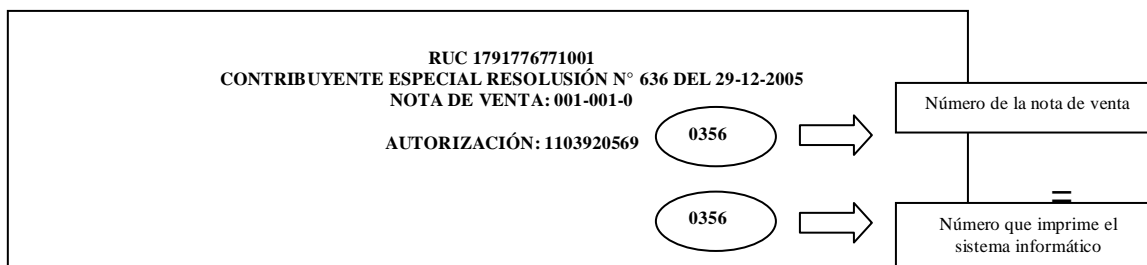 RUC 1791776771001
CONTRIBUYENTE ESPECIAL RESOLUSIÓN N° 636 DEL 29-12-2005
NOTA DE VENTA: 001-001-0
Número de la nota de venta
0356
AUTORIZACIÓN: 1103920569
=
0356
Número que imprime el
sistema informático